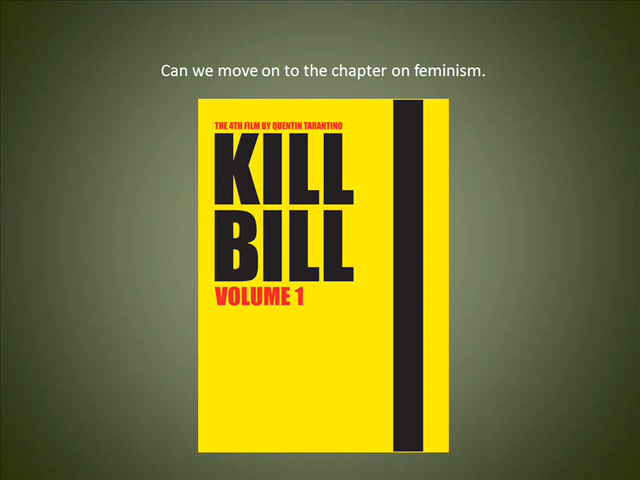 Can we move on to the chapter on feminism.
THE 4TH FILM BY QUENTIN TARANTINO
KILL
BILL
VOLUME 1